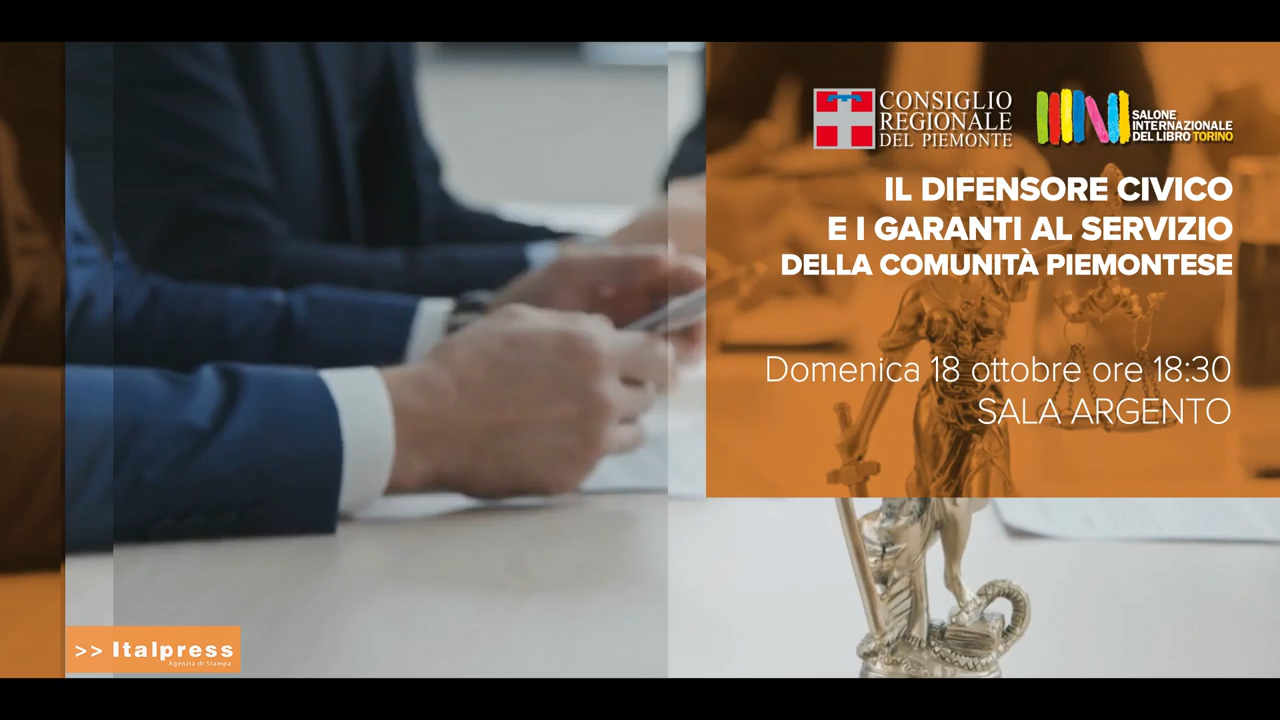 CONSIGLIO
REGIONALE
DEL PIEMONTE
SALONE
INTERNAZIONALE
DEL LIBRO TORINO
IL DIFENSORE CIVICO
E I GARANTI AL SERVIZIO
DELLA COMUNITÀ PIEMONTESE
Domenica 18 ottobre ore 18:30
SALA ARGENTO
>> Italpress
Agenzia di Stampa